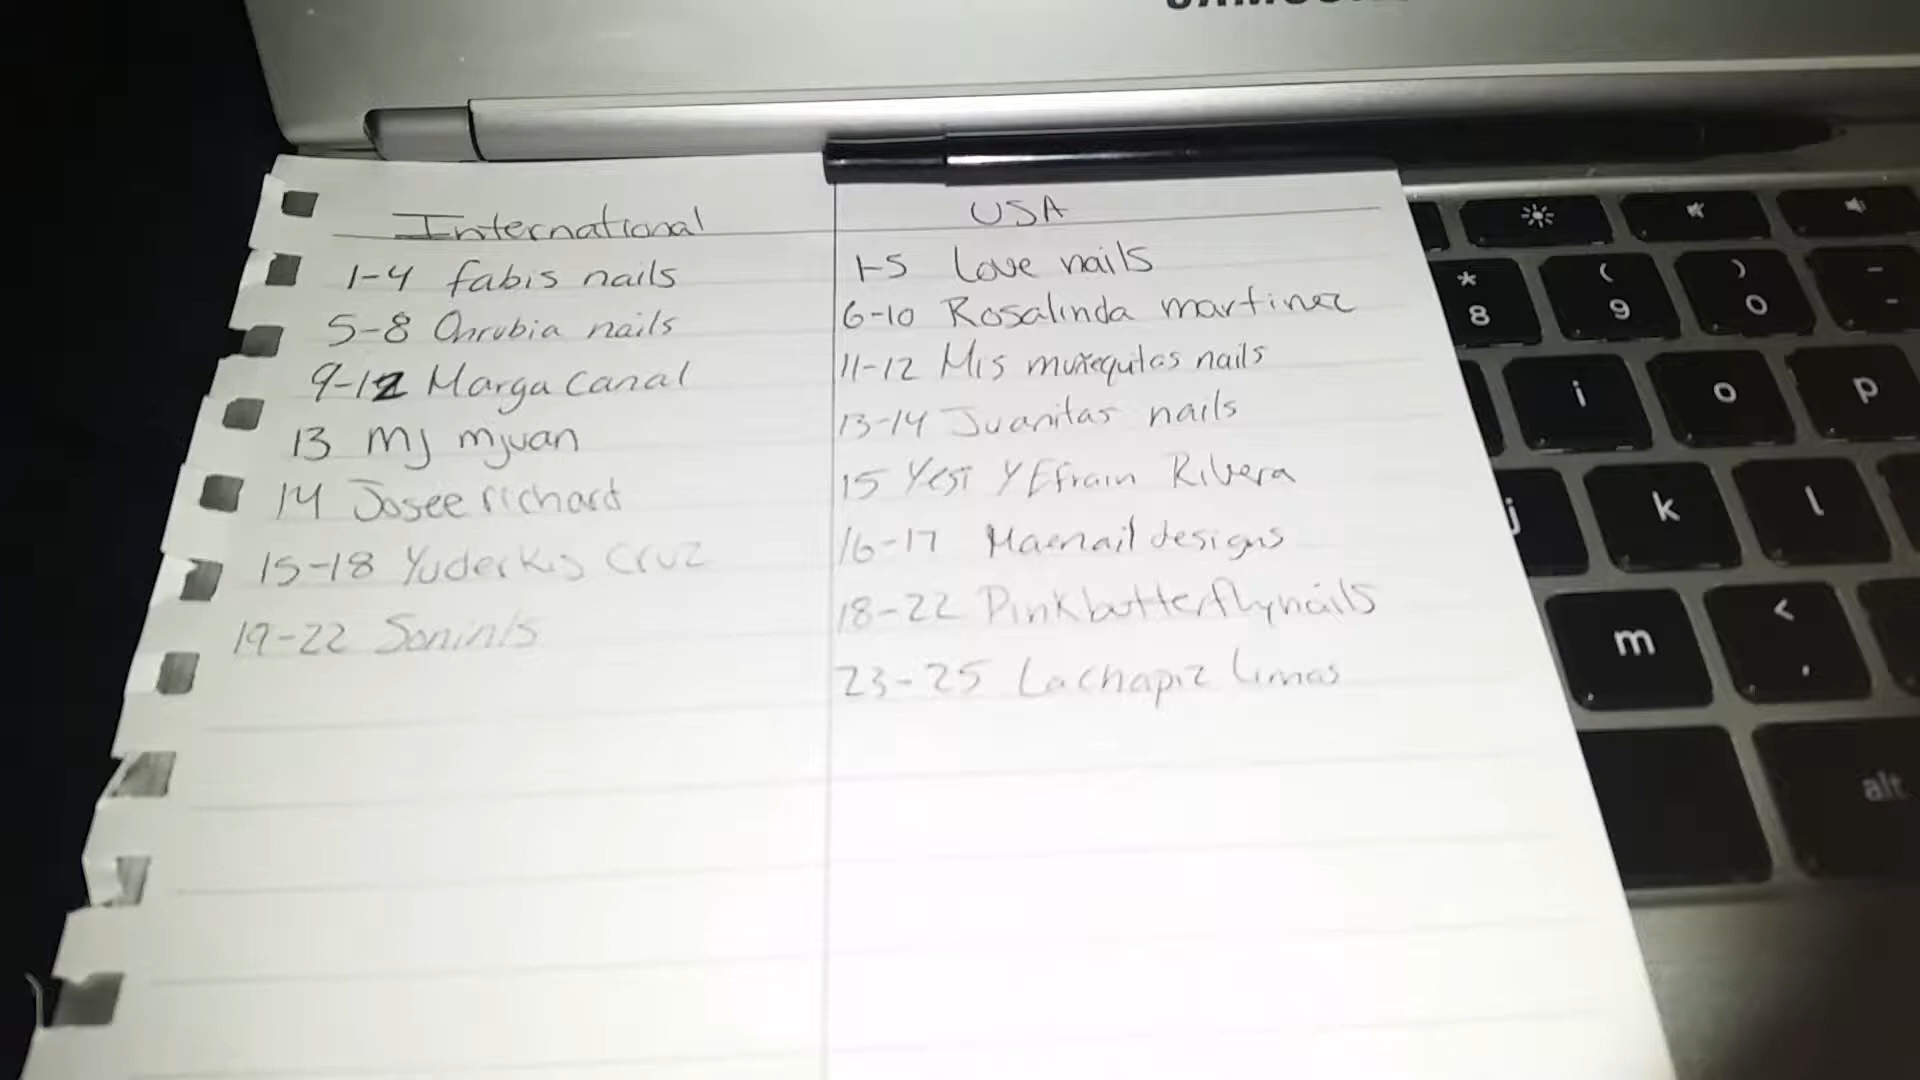 International
1-4 fabis nails
5-8 Onrubia nails
9-12 Marga canal
13 MJ mjuan
14 Josee richard
15-18 Yuderkis Cruz
19-22 Soninls
USA
1-5 Love nails
6-10 Rosalinda martinez
11-12 Mis muñequitas nails
13-14 Juanitas nails
15 Yesi Y Efrain Rivera
16-17 Maenail designs
18-22 Pinkbutterflynails
23-25 Lachapiz limas
* 8
( 9
) 0
- -
i o p
j k l
m < ,
alt